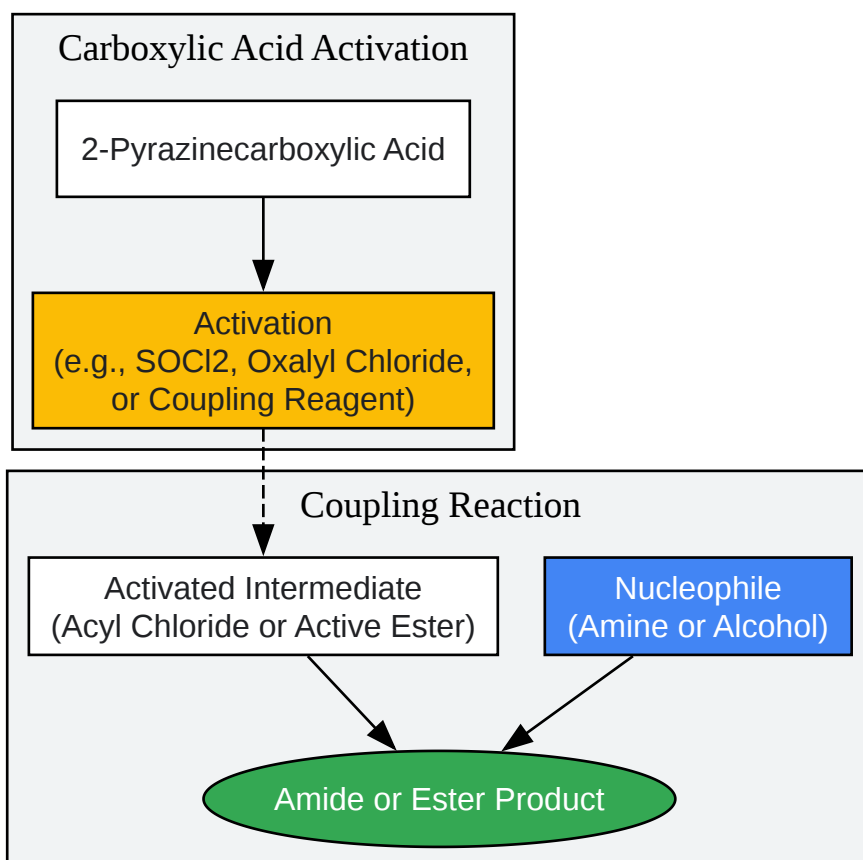 Carboxylic Acid Activation
2-Pyrazinecarboxylic Acid
Activation
(e.g., SOCl2, Oxalyl Chloride,
or Coupling Reagent)
Coupling Reaction
Activated Intermediate
(Acyl Chloride or Active Ester)
Nucleophile
(Amine or Alcohol)
Amide or Ester Product